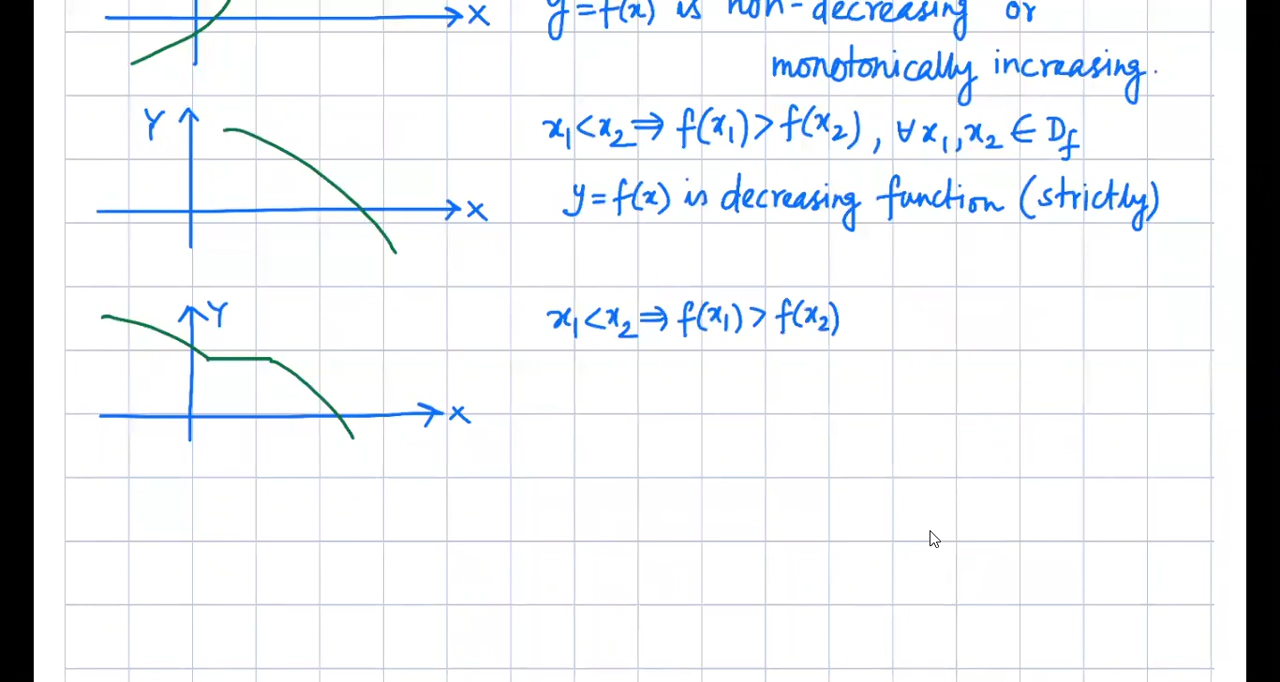 X
y=f(x) is non-decreasing or
monotonically increasing.
Y
X
x₁<x₂⇒f(x₁)>f(x₂), ∀x₁,x₂∈D_f
y=f(x) is decreasing function (strictly)
Y
X
x₁<x₂⇒f(x₁)>f(x₂)